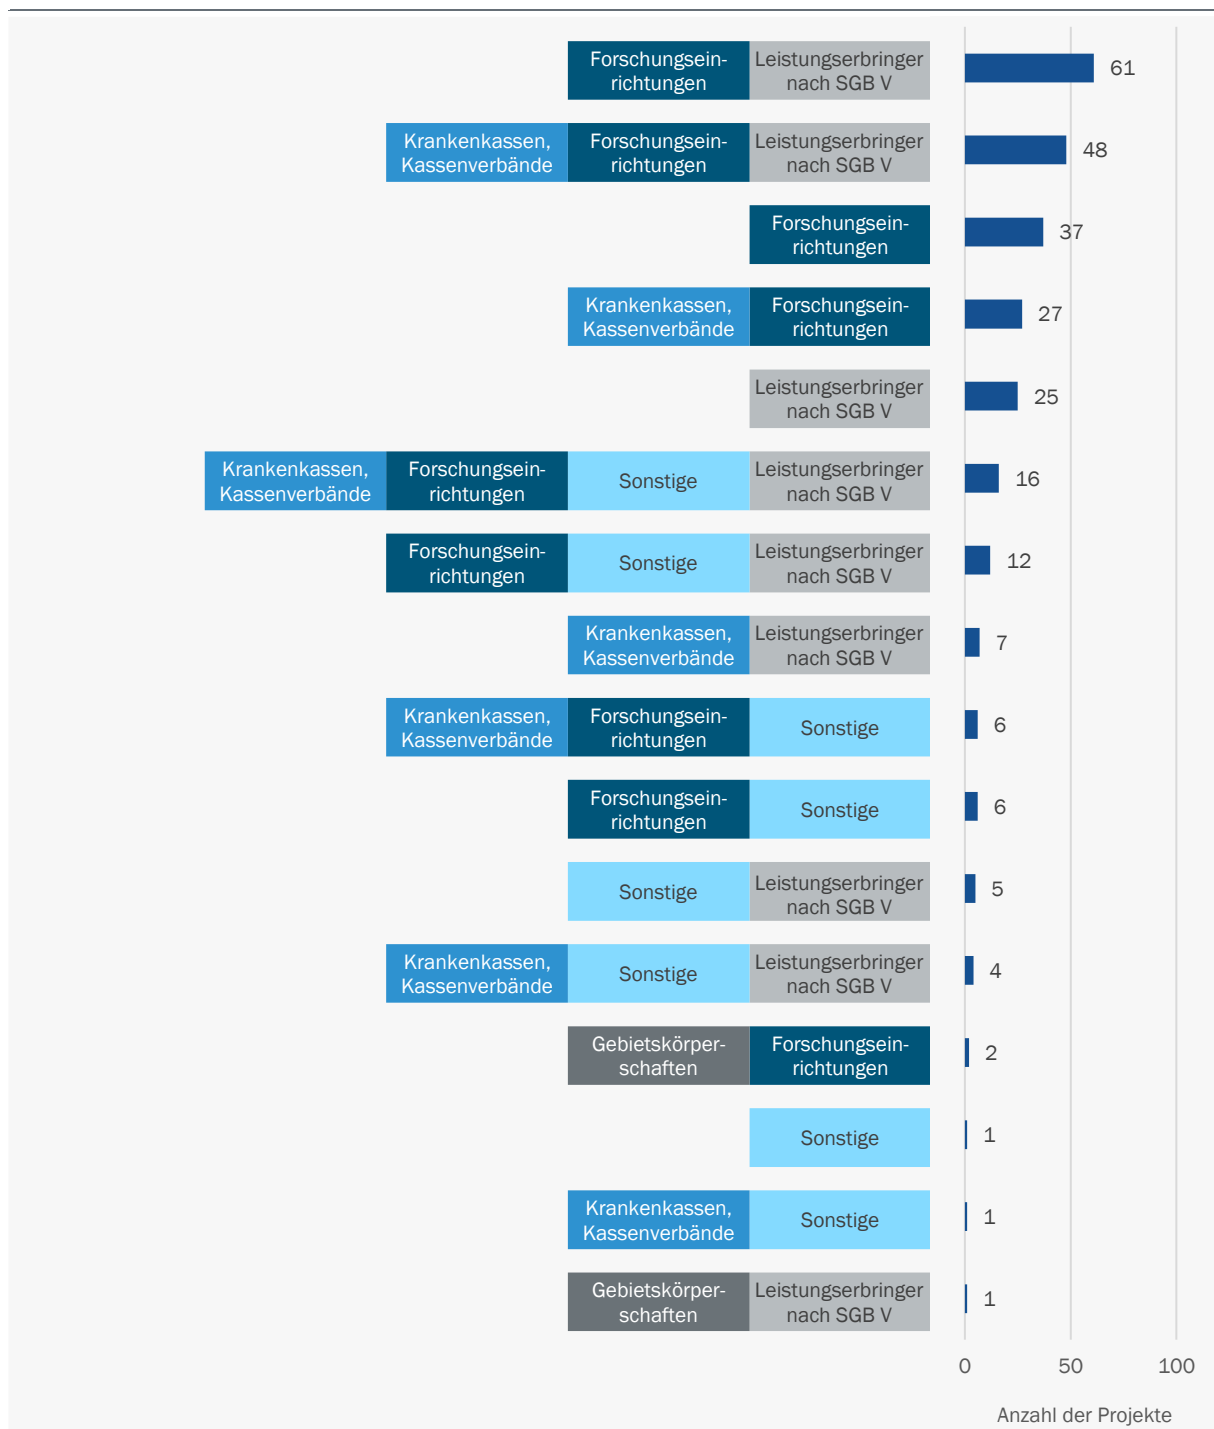 Forschungsein-
richtungen
Leistungserbringer
nach SGB V
61
Krankenkassen,
Kassenverbände
Forschungsein-
richtungen
Leistungserbringer
nach SGB V
48
Forschungsein-
richtungen
37
Krankenkassen,
Kassenverbände
Forschungsein-
richtungen
27
Leistungserbringer
nach SGB V
25
Krankenkassen,
Kassenverbände
Forschungsein-
richtungen
Sonstige
Leistungserbringer
nach SGB V
16
Forschungsein-
richtungen
Sonstige
Leistungserbringer
nach SGB V
12
Krankenkassen,
Kassenverbände
Leistungserbringer
nach SGB V
7
Krankenkassen,
Kassenverbände
Forschungsein-
richtungen
Sonstige
6
Forschungsein-
richtungen
Sonstige
6
Sonstige
Leistungserbringer
nach SGB V
5
Krankenkassen,
Kassenverbände
Sonstige
Leistungserbringer
nach SGB V
4
Gebietskörper-
schaften
Forschungsein-
richtungen
2
Sonstige
1
Krankenkassen,
Kassenverbände
Sonstige
1
Gebietskörper-
schaften
Leistungserbringer
nach SGB V
1
0 50 100
Anzahl der Projekte